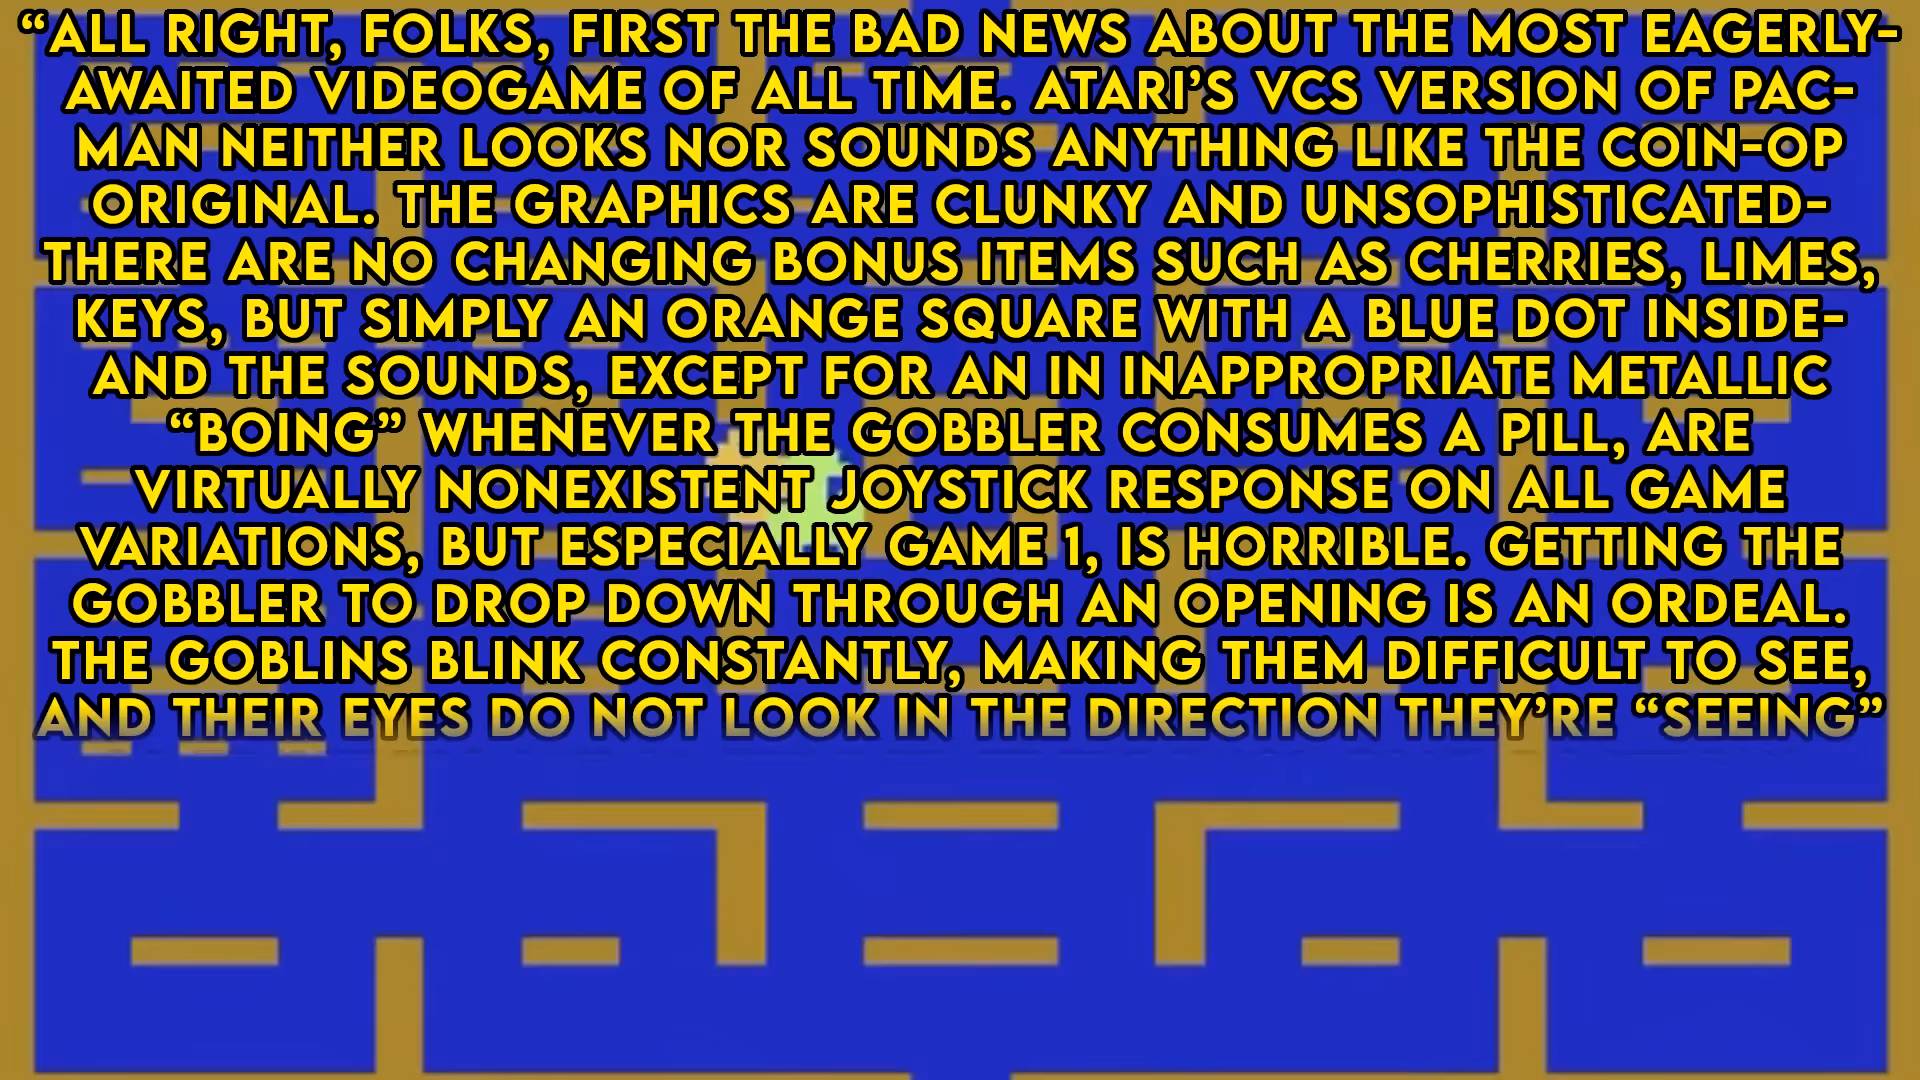 “ALL RIGHT, FOLKS, FIRST THE BAD NEWS ABOUT THE MOST EAGERLY-
AWAITED VIDEOGAME OF ALL TIME. ATARI’S VCS VERSION OF PAC-
MAN NEITHER LOOKS NOR SOUNDS ANYTHING LIKE THE COIN-OP
ORIGINAL. THE GRAPHICS ARE CLUNKY AND UNSOPHISTICATED-
THERE ARE NO CHANGING BONUS ITEMS SUCH AS CHERRIES, LIMES,
KEYS, BUT SIMPLY AN ORANGE SQUARE WITH A BLUE DOT INSIDE-
AND THE SOUNDS, EXCEPT FOR AN IN INAPPROPRIATE METALLIC
“BOING” WHENEVER THE GOBBLER CONSUMES A PILL, ARE
VIRTUALLY NONEXISTENT JOYSTICK RESPONSE ON ALL GAME
VARIATIONS, BUT ESPECIALLY GAME 1, IS HORRIBLE. GETTING THE
GOBBLER TO DROP DOWN THROUGH AN OPENING IS AN ORDEAL.
THE GOBLINS BLINK CONSTANTLY, MAKING THEM DIFFICULT TO SEE,
AND THEIR EYES DO NOT LOOK IN THE DIRECTION THEY’RE “SEEING”